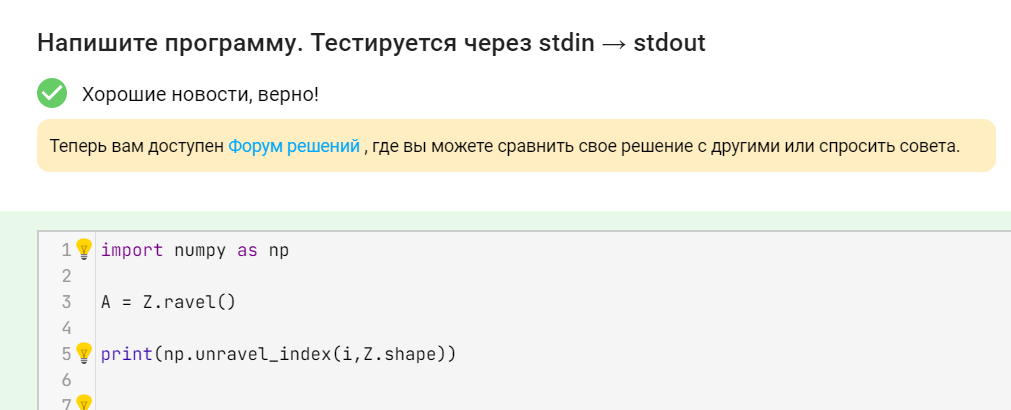 Напишите программу. Тестируется через stdin → stdout
Хорошие новости, верно!
Теперь вам доступен Форум решений , где вы можете сравнить свое решение с другими или спросить совета.
1 import numpy as np
2
3 A = Z.ravel()
4
5 print(np.unravel_index(i,Z.shape))
6
7